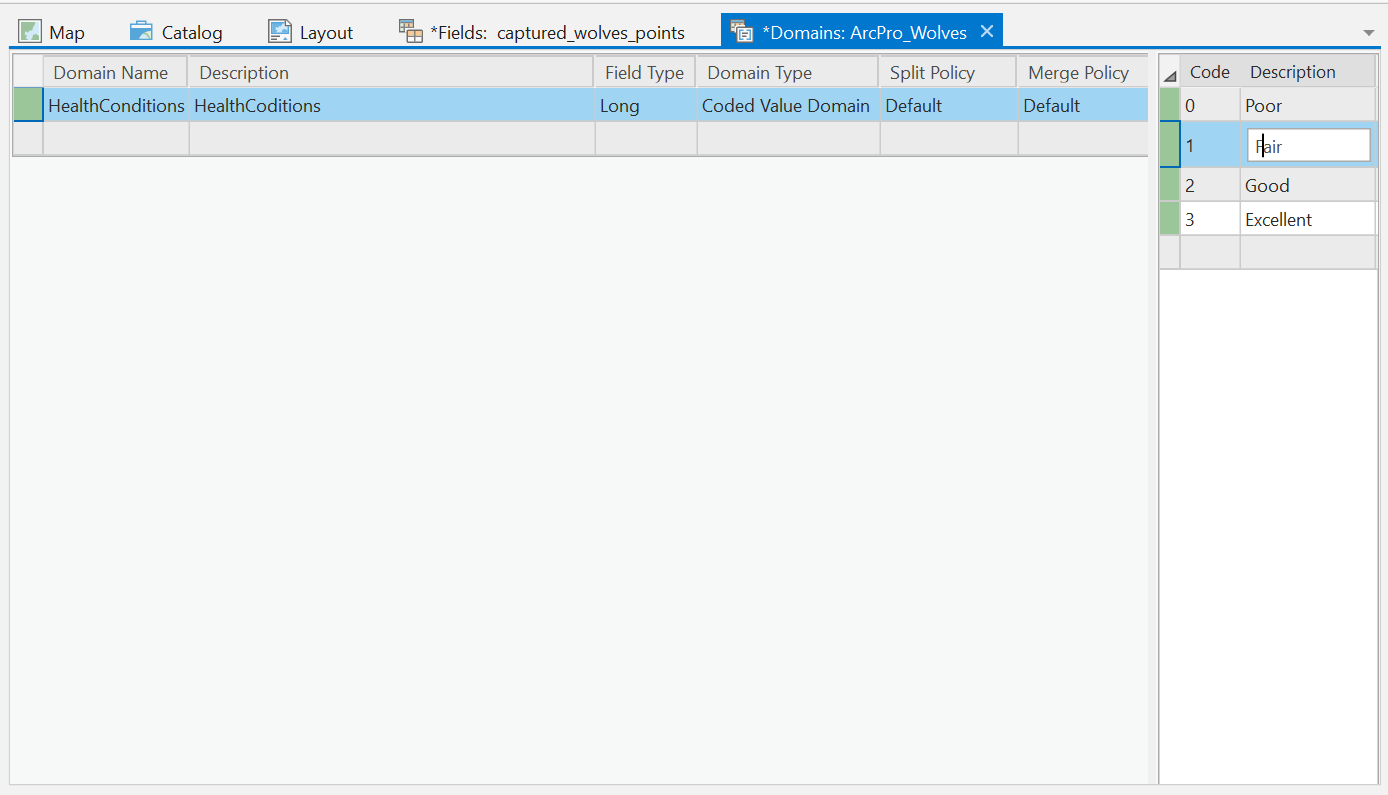 Map Catalog Layout *Fields: captured_wolves_points *Domains: ArcPro_Wolves
Domain Name Description Field Type Domain Type Split Policy Merge Policy
HealthConditions HealthCoditions Long Coded Value Domain Default Default
Code Description
0 Poor
1 Fair
2 Good
3 Excellent